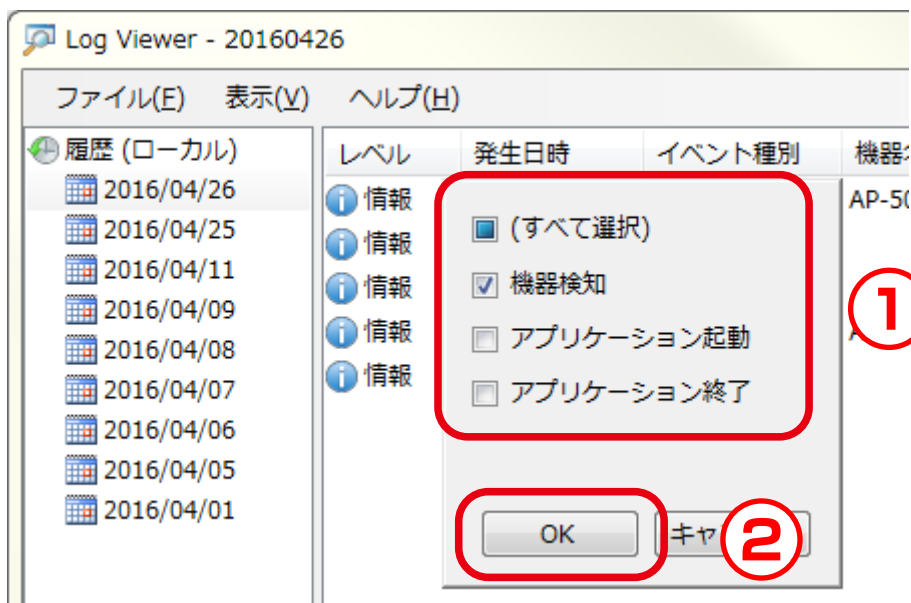 Log Viewer - 20160426
ファイル(F) 表示(V) ヘルプ(H)
履歴 (ローカル)
2016/04/26
2016/04/25
2016/04/11
2016/04/09
2016/04/08
2016/04/07
2016/04/06
2016/04/05
2016/04/01
レベル 発生日時 イベント種別 機器
情報 AP-50
情報
情報
情報
情報
(すべて選択)
機器検知
アプリケーション起動
アプリケーション終了
1
OK キャ
2